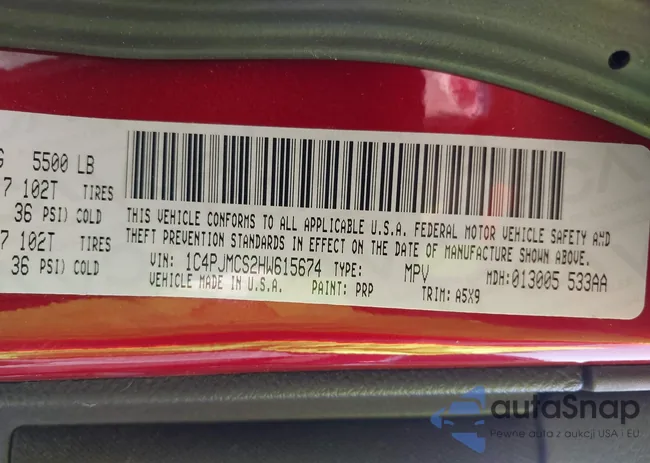 5500 LB
7 102T TIRES
36 PSI) COLD
7 102T TIRES
36 PSI) COLD
THIS VEHICLE CONFORMS TO ALL APPLICABLE U.S.A. FEDERAL MOTOR VEHICLE SAFETY AND
THEFT PREVENTION STANDARDS IN EFFECT ON THE DATE OF MANUFACTURE SHOWN ABOVE.
VIN: 1C4PJMCS2HW615674 TYPE: MPV MDH: 013005 533AA
VEHICLE MADE IN U.S.A. PAINT: PRP TRIM: A5X9
autoSnap
Pewne auta z aukcji USA i EU